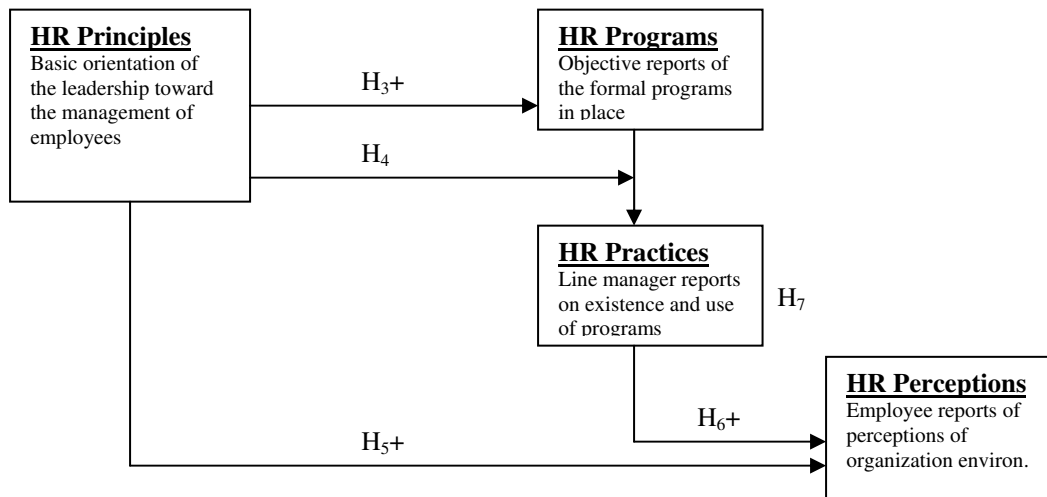 HR Principles
Basic orientation of
the leadership toward
the management of
employees
H₃+
HR Programs
Objective reports of
the formal programs
in place
H₄
HR Practices
Line manager reports
on existence and use
of programs
H₇
H₆+
H₅+
HR Perceptions
Employee reports of
perceptions of
organization environ.